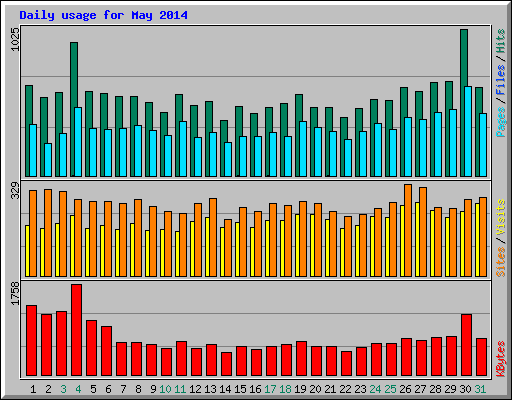 Daily usage for May 2014
1025
Pages/Files/Hits
329
Sites/Visits
1758
KBytes
1 2 3 4 5 6 7 8 9 10 11 12 13 14 15 16 17 18 19 20 21 22 23 24 25 26 27 28 29 30 31